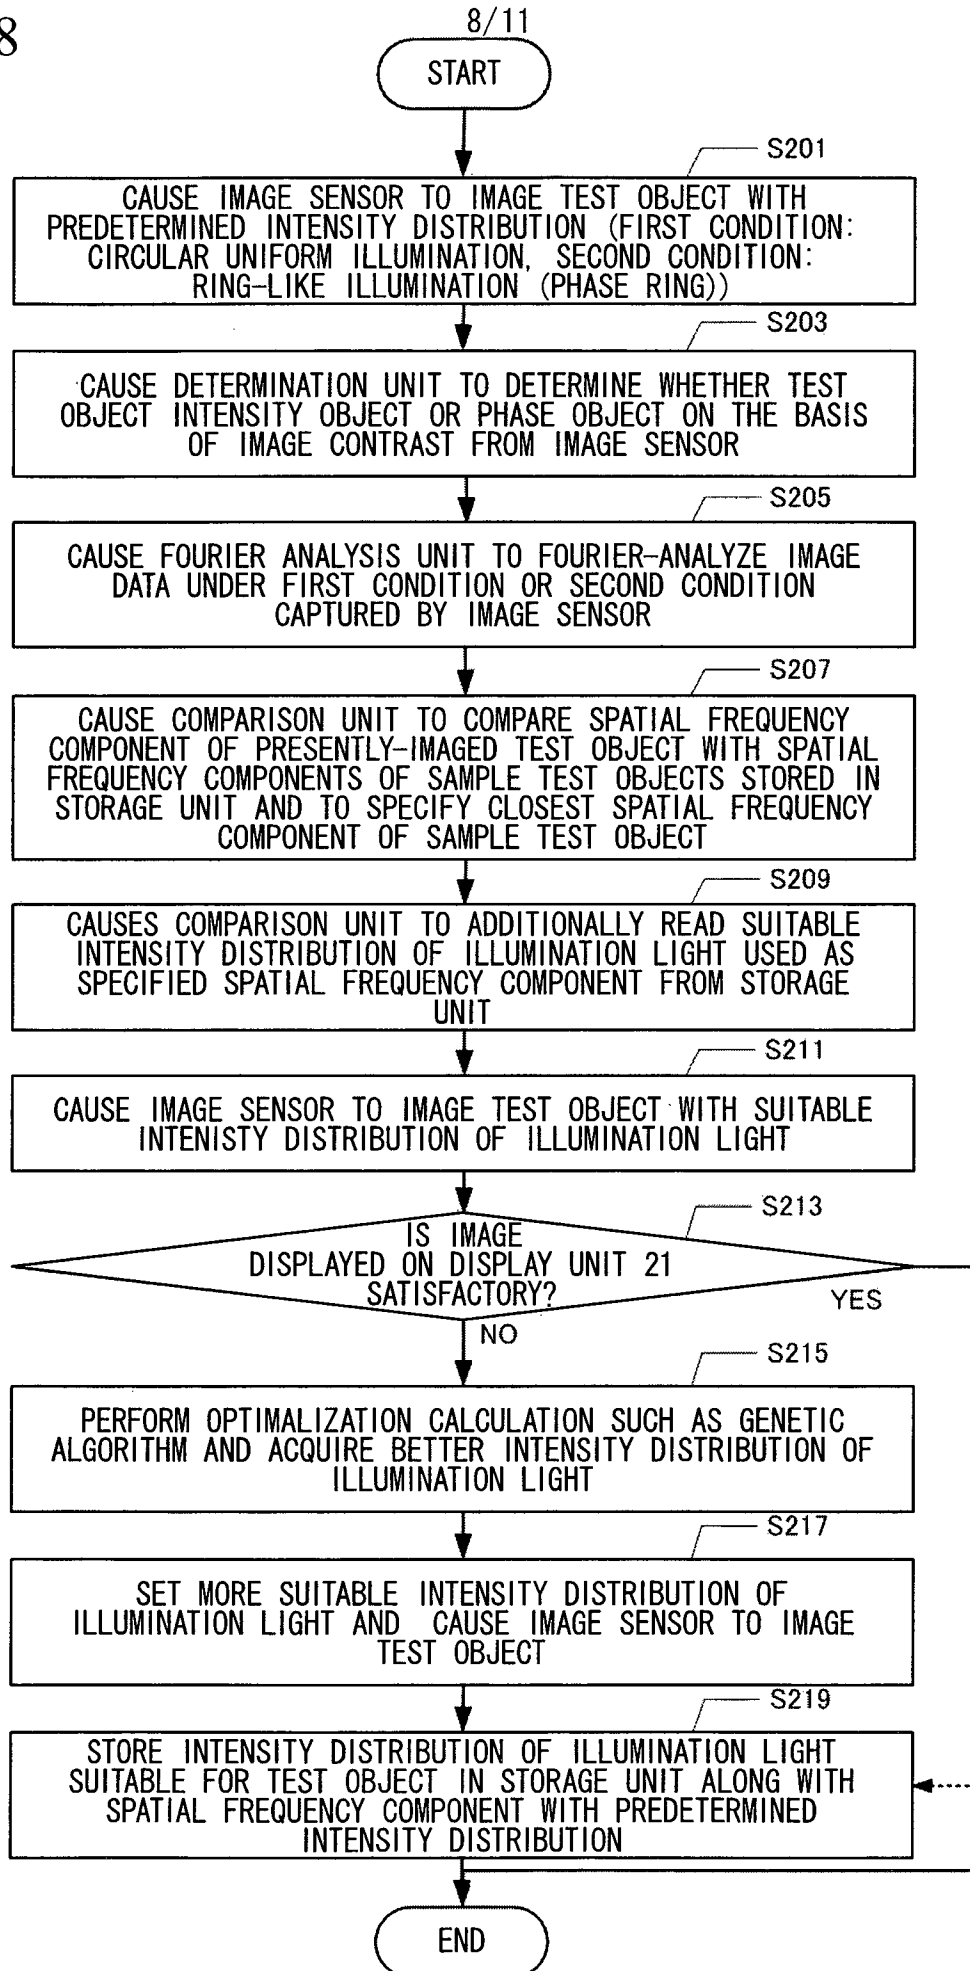 8/11
8
START
S201
CAUSE IMAGE SENSOR TO IMAGE TEST OBJECT WITH
PREDETERMINED INTENSITY DISTRIBUTION (FIRST CONDITION:
CIRCULAR UNIFORM ILLUMINATION, SECOND CONDITION:
RING-LIKE ILLUMINATION (PHASE RING))
S203
CAUSE DETERMINATION UNIT TO DETERMINE WHETHER TEST
OBJECT INTENSITY OBJECT OR PHASE OBJECT ON THE BASIS
OF IMAGE CONTRAST FROM IMAGE SENSOR
S205
CAUSE FOURIER ANALYSIS UNIT TO FOURIER-ANALYZE IMAGE
DATA UNDER FIRST CONDITION OR SECOND CONDITION
CAPTURED BY IMAGE SENSOR
S207
CAUSE COMPARISON UNIT TO COMPARE SPATIAL FREQUENCY
COMPONENT OF PRESENTLY-IMAGED TEST OBJECT WITH SPATIAL
FREQUENCY COMPONENTS OF SAMPLE TEST OBJECTS STORED IN
STORAGE UNIT AND TO SPECIFY CLOSEST SPATIAL FREQUENCY
COMPONENT OF SAMPLE TEST OBJECT
S209
CAUSES COMPARISON UNIT TO ADDITIONALLY READ SUITABLE
INTENSITY DISTRIBUTION OF ILLUMINATION LIGHT USED AS
SPECIFIED SPATIAL FREQUENCY COMPONENT FROM STORAGE
UNIT
S211
CAUSE IMAGE SENSOR TO IMAGE TEST OBJECT WITH SUITABLE
INTENISTY DISTRIBUTION OF ILLUMINATION LIGHT
S213
IS IMAGE
DISPLAYED ON DISPLAY UNIT 21
SATISFACTORY?
YES
NO
S215
PERFORM OPTIMALIZATION CALCULATION SUCH AS GENETIC
ALGORITHM AND ACQUIRE BETTER INTENSITY DISTRIBUTION OF
ILLUMINATION LIGHT
S217
SET MORE SUITABLE INTENSITY DISTRIBUTION OF
ILLUMINATION LIGHT AND CAUSE IMAGE SENSOR TO IMAGE
TEST OBJECT
S219
STORE INTENSITY DISTRIBUTION OF ILLUMINATION LIGHT
SUITABLE FOR TEST OBJECT IN STORAGE UNIT ALONG WITH
SPATIAL FREQUENCY COMPONENT WITH PREDETERMINED
INTENSITY DISTRIBUTION
END